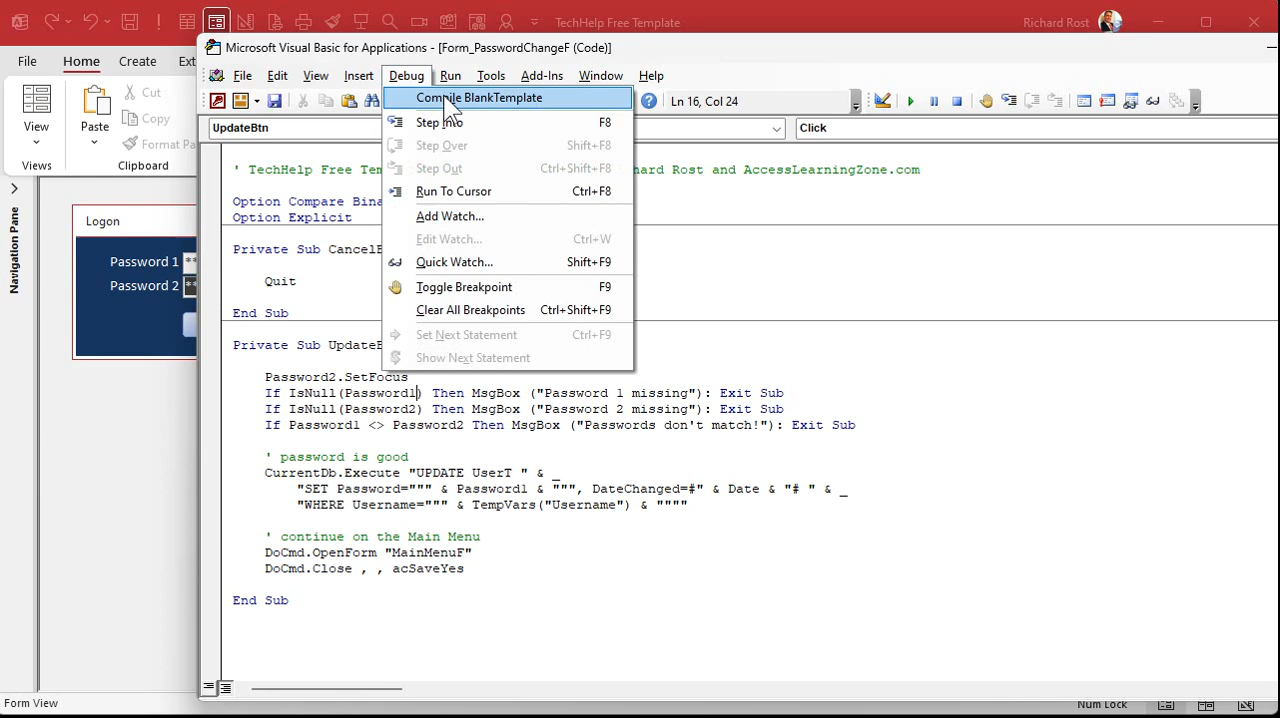 TechHelp Free Template
Richard Rost
File
Home
Create
Ext
View
Views
Paste
Cut
Copy
Format Pa
Clipboard
Navigation Pane
Logon
Password 1 **
Password 2 **
Form View
Microsoft Visual Basic for Applications - [Form_PasswordChangeF (Code)]
File Edit View Insert Debug Run Tools Add-Ins Window Help
Ln 16, Col 24
UpdateBtn
Click
Compile BlankTemplate
Step Into F8
Step Over Shift+F8
Step Out Ctrl+Shift+F8
Run To Cursor Ctrl+F8
Add Watch...
Edit Watch... Ctrl+W
Quick Watch... Shift+F9
Toggle Breakpoint F9
Clear All Breakpoints Ctrl+Shift+F9
Set Next Statement Ctrl+F9
Show Next Statement
' TechHelp Free Tem
hard Rost and AccessLearningZone.com
Option Compare Bina
Option Explicit
Private Sub CancelB
Quit
End Sub
Private Sub UpdateB
Password2.SetFocus
If IsNull(Password1) Then MsgBox ("Password 1 missing"): Exit Sub
If IsNull(Password2) Then MsgBox ("Password 2 missing"): Exit Sub
If Password1 <> Password2 Then MsgBox ("Passwords don't match!"): Exit Sub
' password is good
CurrentDb.Execute "UPDATE UserT " & _
"SET Password=""" & Password1 & """, DateChanged=#" & Date & "# " & _
"WHERE Username=""" & TempVars("Username") & """"
' continue on the Main Menu
DoCmd.OpenForm "MainMenuF"
DoCmd.Close , , acSaveYes
End Sub
Num Lock